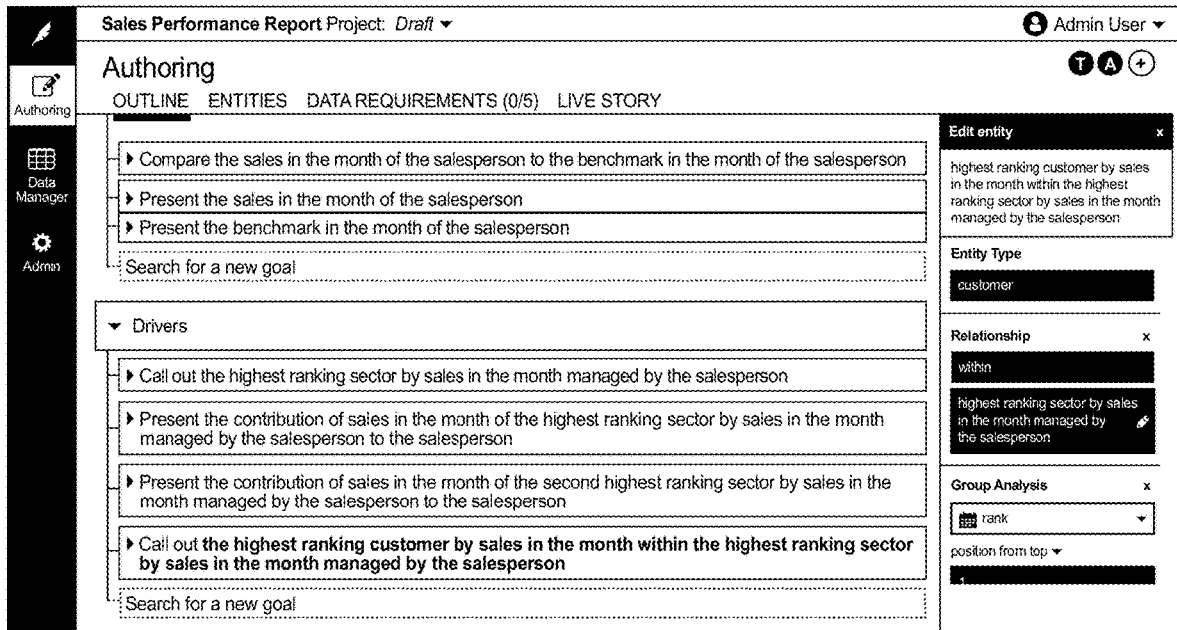 Sales Performance Report Project: Draft
Admin User
Authoring
T A +
OUTLINE ENTITIES DATA REQUIREMENTS (0/5) LIVE STORY
Authoring
Data
Manager
Admin
Compare the sales in the month of the salesperson to the benchmark in the month of the salesperson
Present the sales in the month of the salesperson
Present the benchmark in the month of the salesperson
Search for a new goal
Drivers
Call out the highest ranking sector by sales in the month managed by the salesperson
Present the contribution of sales in the month of the highest ranking sector by sales in the month
managed by the salesperson to the salesperson
Present the contribution of sales in the month of the second highest ranking sector by sales in the
month managed by the salesperson to the salesperson
Call out the highest ranking customer by sales in the month within the highest ranking sector
by sales in the month managed by the salesperson
Search for a new goal
Edit entity x
highest ranking customer by sales
in the month within the highest
ranking sector by sales in the month
managed by the salesperson
Entity Type
customer
Relationship x
within
highest ranking sector by sales
in the month managed by
the salesperson
Group Analysis x
rank
position from top